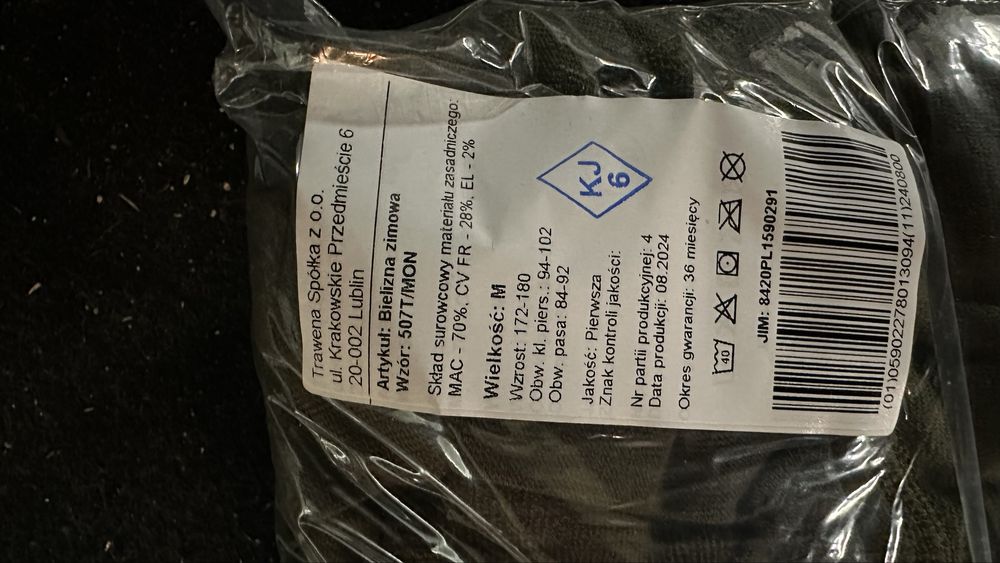 Trawena Spółka z o.o.
ul. Krakowskie Przedmieście 6
20-002 Lublin
Artykuł: Bielizna zimowa
Wzór: 507T/MON
Skład surowcowy materiału zasadniczego:
MAC - 70%, CV FR - 28%, EL - 2%
Wielkość: M
Wzrost: 172-180
Obw. kl. piers.: 94-102
Obw. pasa: 84-92
Jakość: Pierwsza
Znak kontroli jakości:
KJ
6
Nr partii produkcyjnej: 4
Data produkcji: 08.2024
Okres gwarancji: 36 miesięcy
40
JIM: 8420PL1590291
(01)05902278013094(11)240800